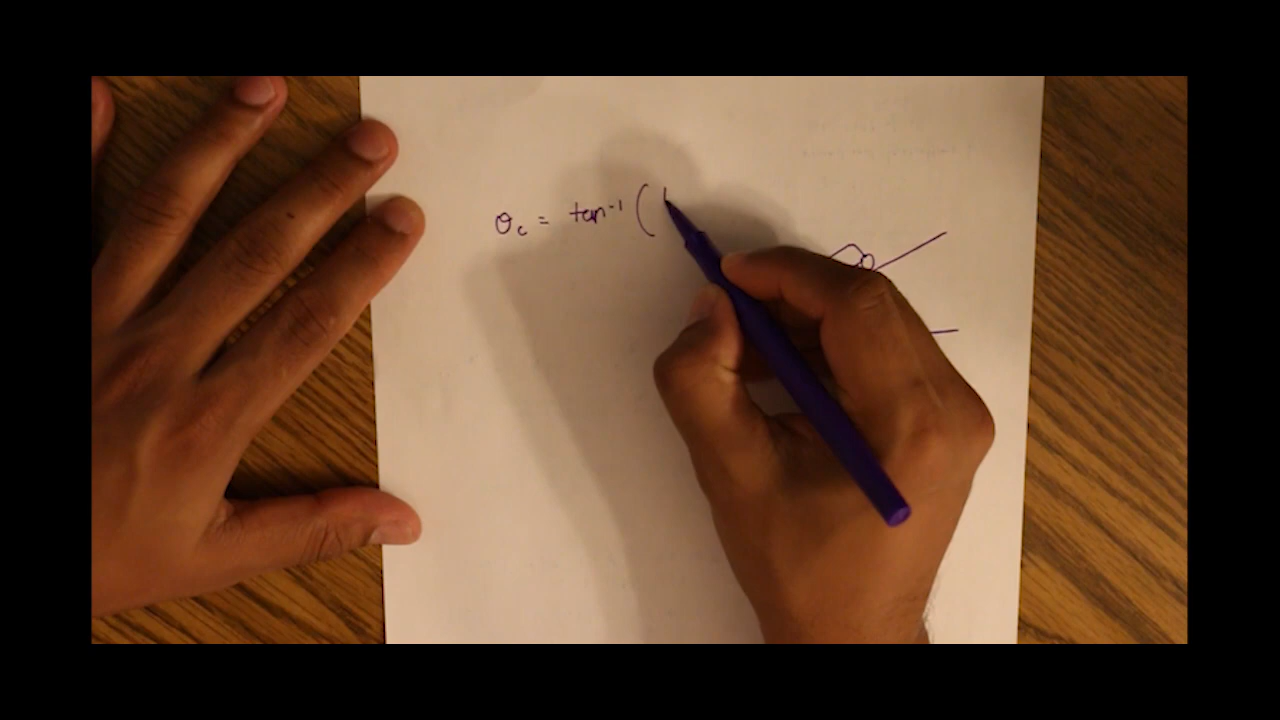 θc = tan⁻¹ (